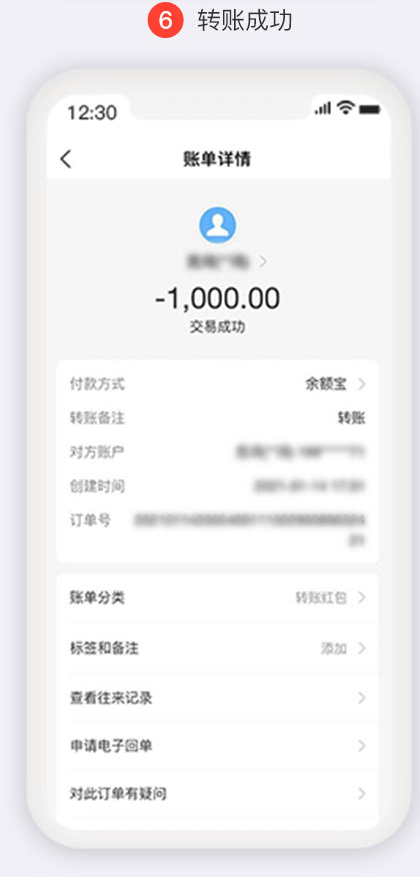 6 转账成功
12:30
账单详情
-1,000.00
交易成功
付款方式 余额宝
转账备注 转账
对方账户
创建时间
订单号
账单分类 转账红包
标签和备注 添加
查看往来记录
申请电子回单
对此订单有疑问